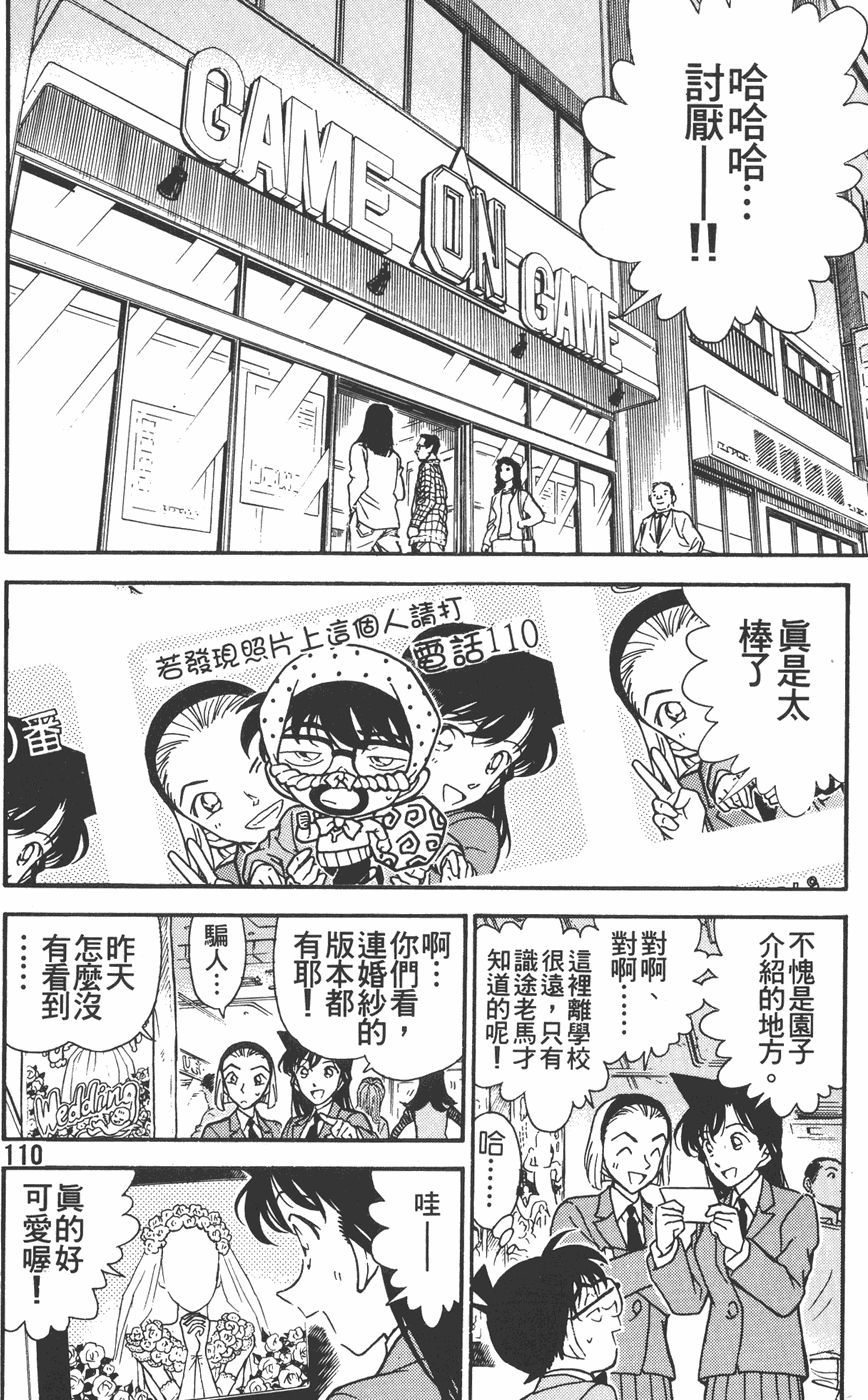 哈哈哈…
討厭——!!
GAME ON GAME
眞是太
棒了
若發現照片上這個人請打
電話110
番
不愧是園子
介紹的地方。
對啊、
對啊……
這裡離學校
很遠，只有
識途老馬才
知道的呢！
哈……
啊…
你們看，
連婚紗的
版本都
有耶！
騙人…
昨天
怎麼沒
有看到
……
Wedding
110
哇——
眞的好
可愛喔！